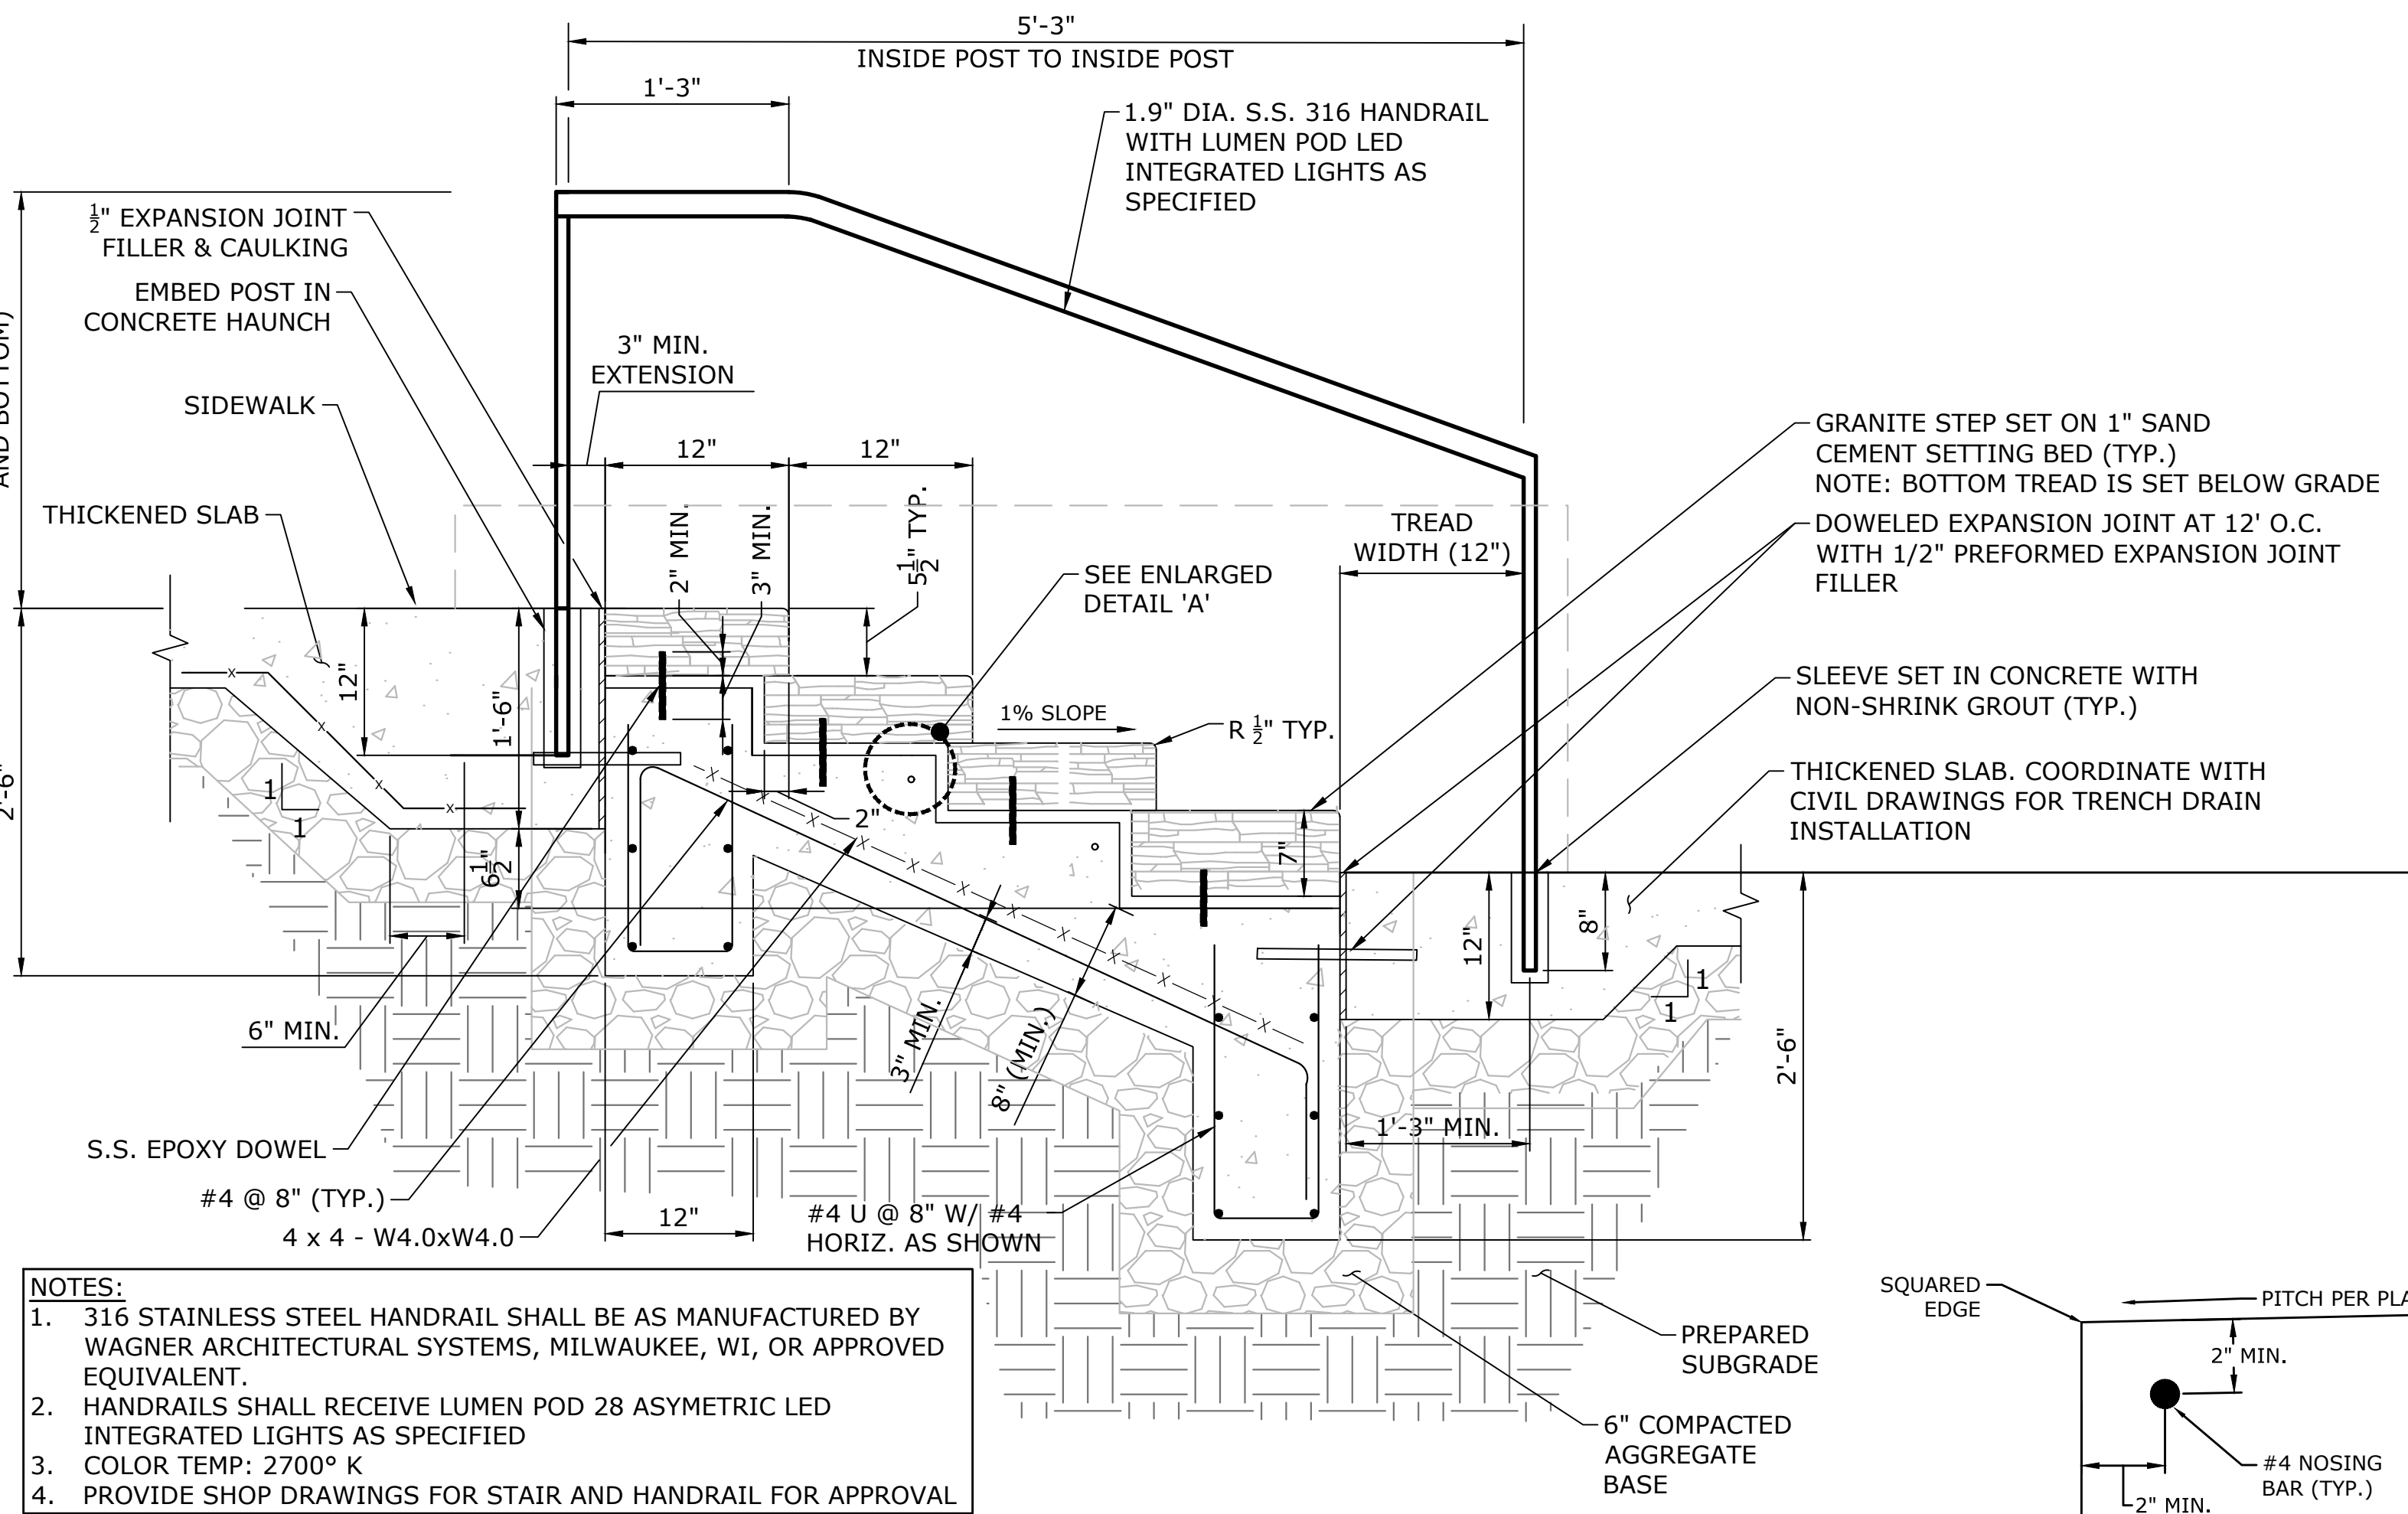 5'-3"
INSIDE POST TO INSIDE POST
1'-3"
1.9" DIA. S.S. 316 HANDRAIL
WITH LUMEN POD LED
INTEGRATED LIGHTS AS
SPECIFIED
1/2" EXPANSION JOINT
FILLER & CAULKING
EMBED POST IN
CONCRETE HAUNCH
AND BOTTOM)
3" MIN.
EXTENSION
SIDEWALK
THICKENED SLAB
12"
12"
2" MIN.
3" MIN.
5 1/2" TYP.
TREAD
WIDTH (12")
SEE ENLARGED
DETAIL 'A'
GRANITE STEP SET ON 1" SAND
CEMENT SETTING BED (TYP.)
NOTE: BOTTOM TREAD IS SET BELOW GRADE
DOWELED EXPANSION JOINT AT 12' O.C.
WITH 1/2" PREFORMED EXPANSION JOINT
FILLER
SLEEVE SET IN CONCRETE WITH
NON-SHRINK GROUT (TYP.)
THICKENED SLAB. COORDINATE WITH
CIVIL DRAWINGS FOR TRENCH DRAIN
INSTALLATION
1% SLOPE
R 1/2" TYP.
12"
1'-6"
2'-6"
1
1
6 1/2"
2"
7"
12"
8"
1
1
6" MIN.
3" MIN.
8" (MIN.)
2'-6"
1'-3" MIN.
S.S. EPOXY DOWEL
#4 @ 8" (TYP.)
4 x 4 - W4.0xW4.0
12"
#4 U @ 8" W/ #4
HORIZ. AS SHOWN
PREPARED
SUBGRADE
6" COMPACTED
AGGREGATE
BASE
NOTES:
1. 316 STAINLESS STEEL HANDRAIL SHALL BE AS MANUFACTURED BY
WAGNER ARCHITECTURAL SYSTEMS, MILWAUKEE, WI, OR APPROVED
EQUIVALENT.
2. HANDRAILS SHALL RECEIVE LUMEN POD 28 ASYMETRIC LED
INTEGRATED LIGHTS AS SPECIFIED
3. COLOR TEMP: 2700° K
4. PROVIDE SHOP DRAWINGS FOR STAIR AND HANDRAIL FOR APPROVAL
SQUARED
EDGE
PITCH PER
2" MIN.
#4 NOSING
BAR (TYP.)
2" MIN.